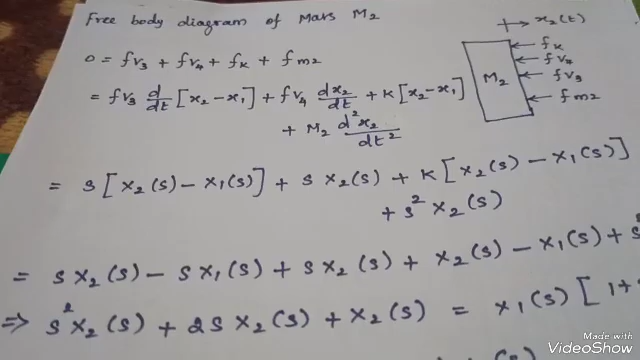 Free body diagram of Mars M₂
→ x₂(t)
0 = fv₃ + fv₄ + fk + fm2
fk
fv₄
M₂
fv₃
fm2
= fv₃ d/dt [x₂-x₁] + fv₄ dx₂/dt + K[x₂-x₁]
+ M₂ d²x₂/dt²
= s[x₂(s) - x₁(s)] + s x₂(s) + K[x₂(s) - x₁(s)]
+ s² x₂(s)
= s x₂(s) - s x₁(s) + s x₂(s) + x₂(s) - x₁(s) + s
⇒ s² x₂(s) + 2s x₂(s) + x₂(s) = x₁(s) [1+
Made with
VideoShow